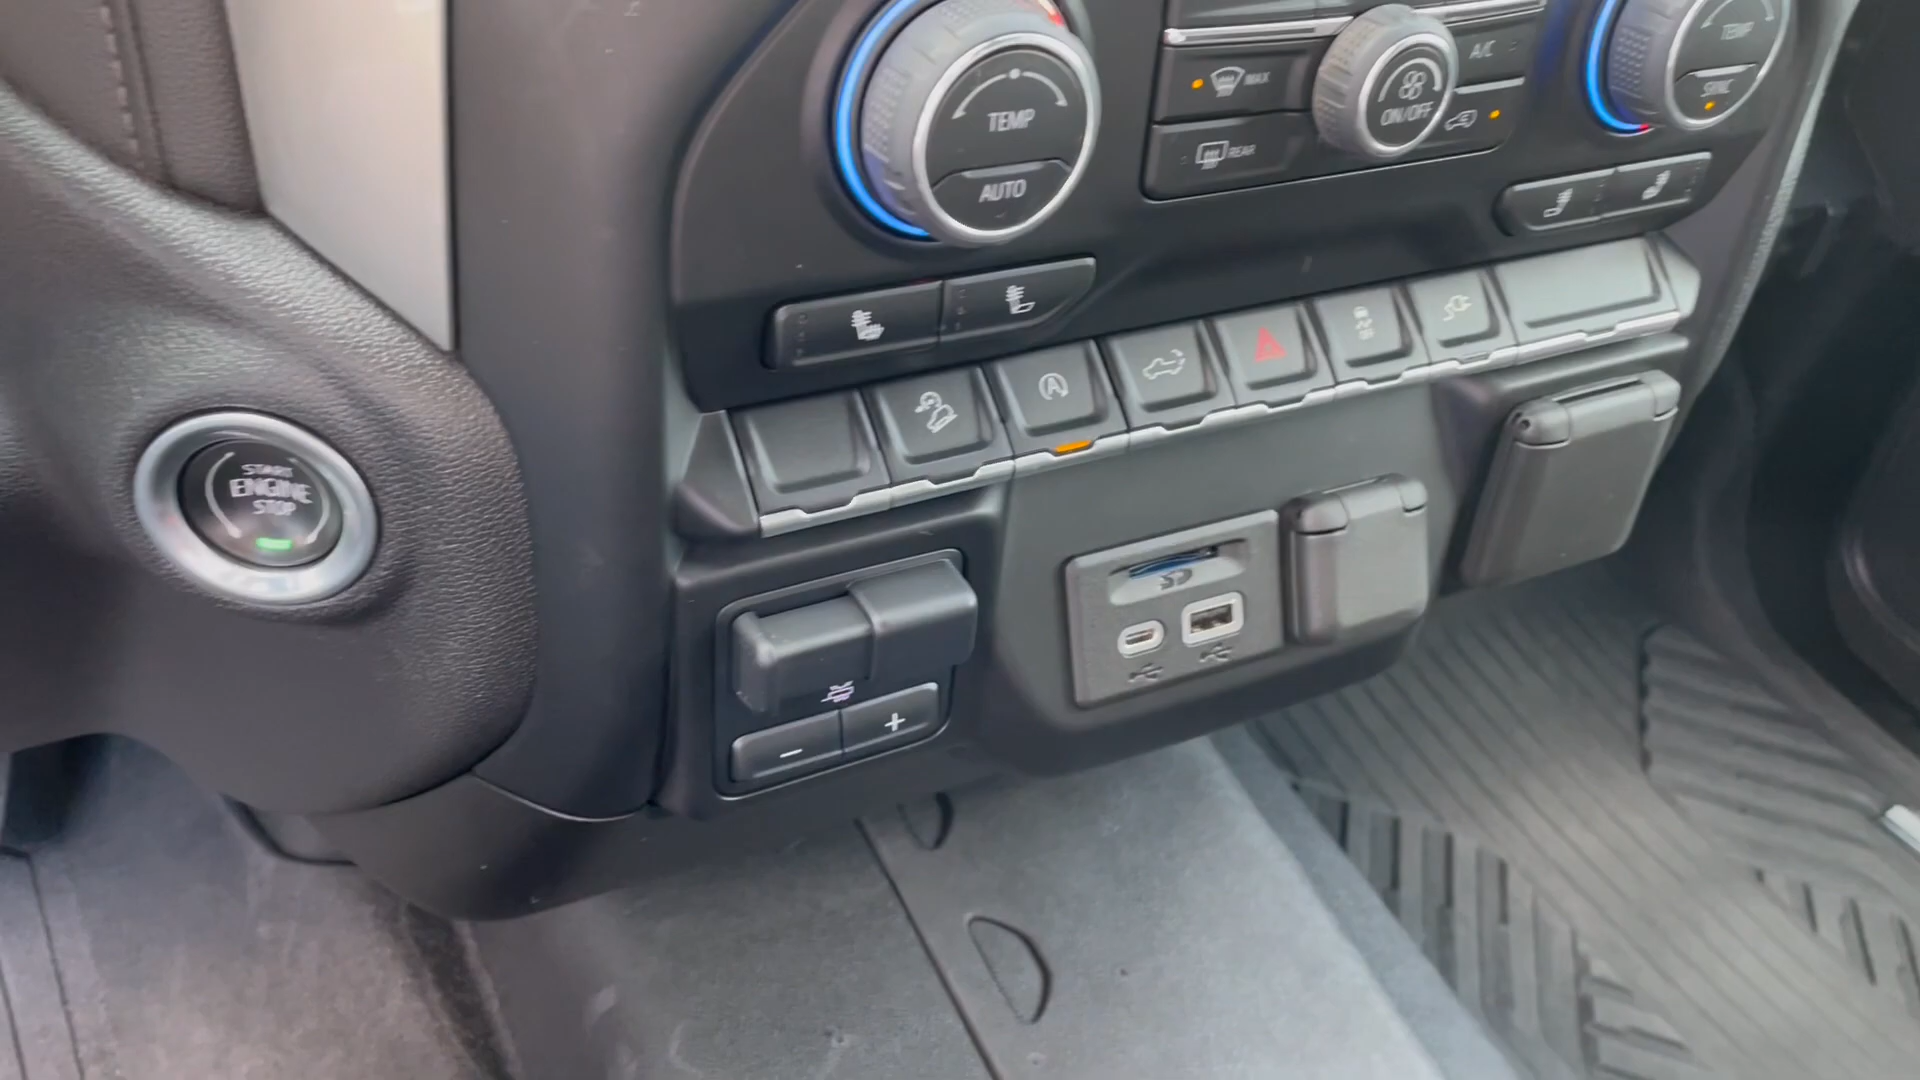 TEMP
AUTO
MAX
REAR
ON/OFF
A/C
TEMP
SYNC
A
START
ENGINE
STOP
SD
+
−